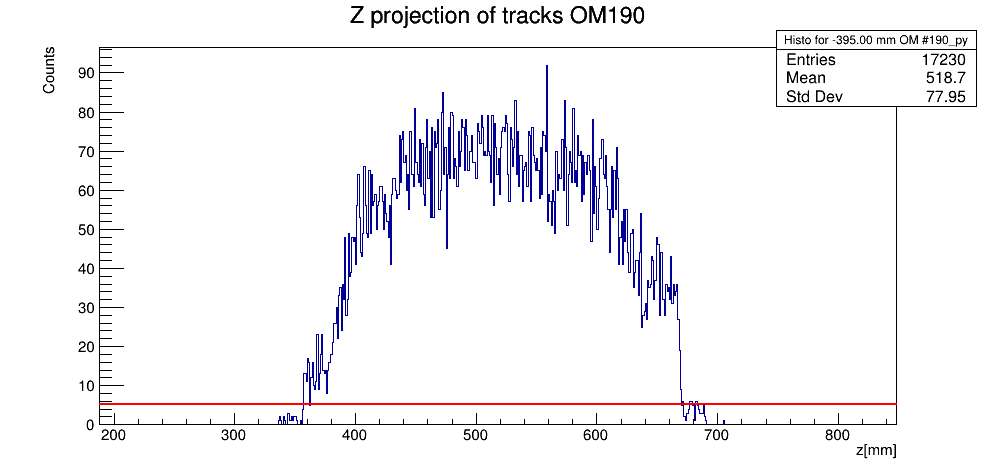 Z projection of tracks OM190
Histo for -395.00 mm OM #190_py
Entries 17230
Mean 518.7
Std Dev 77.95
Counts
90
80
70
60
50
40
30
20
10
0
200 300 400 500 600 700 800
z[mm]